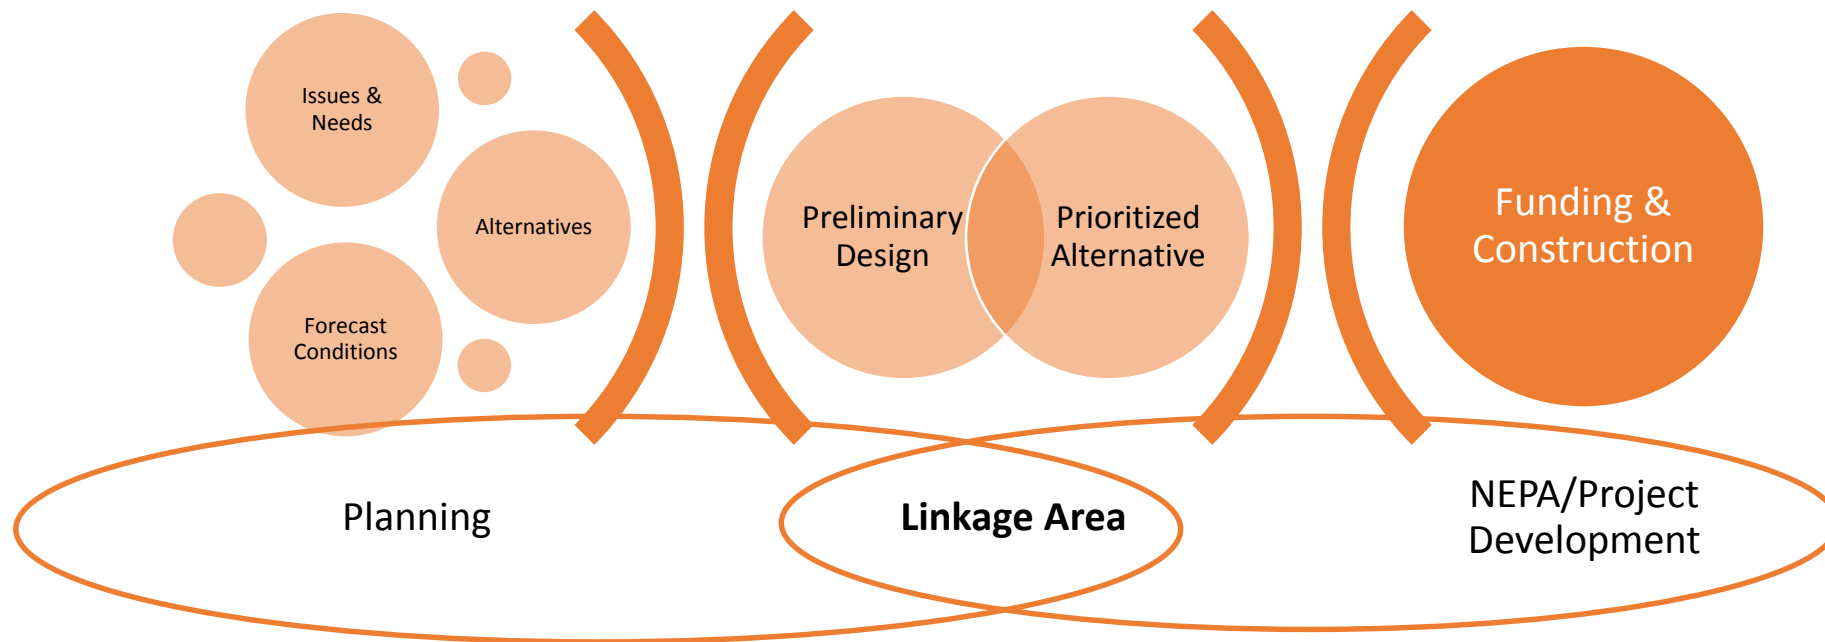 Issues &
Needs
Alternatives
Forecast
Conditions
Preliminary
Design
Prioritized
Alternative
Funding &
Construction
Planning
Linkage Area
NEPA/Project
Development